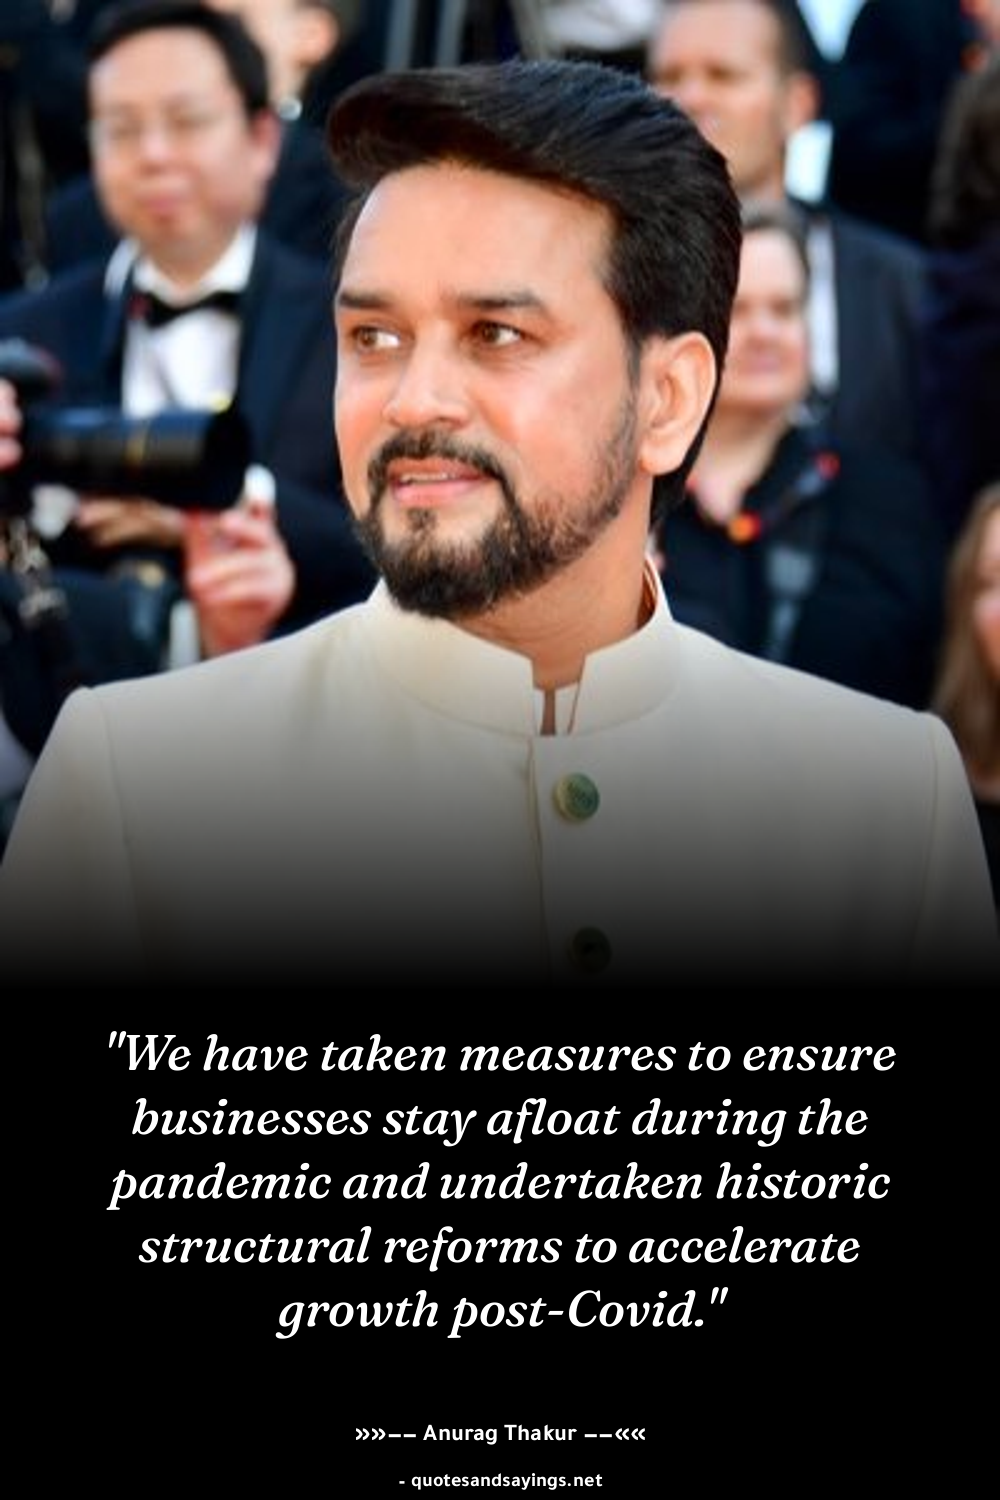 "We have taken measures to ensure
businesses stay afloat during the
pandemic and undertaken historic
structural reforms to accelerate
growth post-Covid."
»»−− Anurag Thakur −−««
- quotesandsayings.net